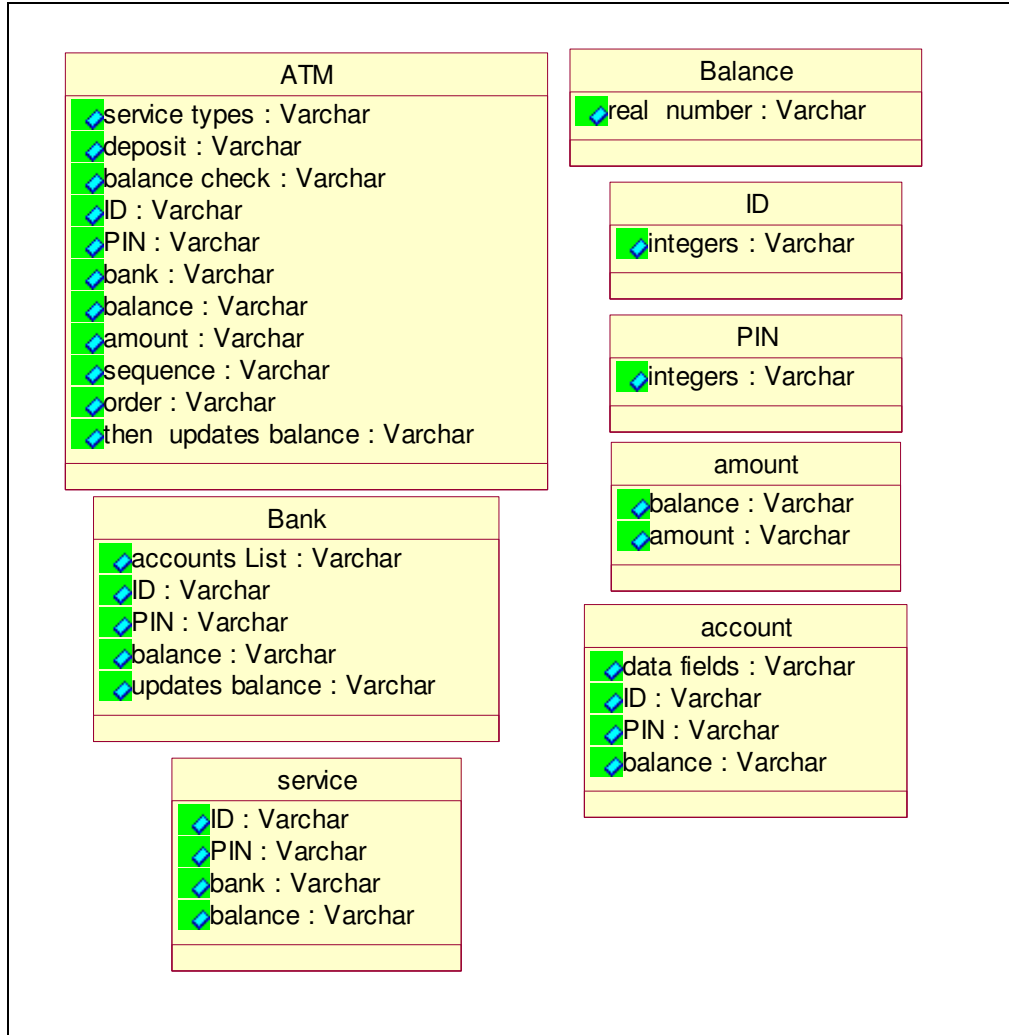 ATM
service types : Varchar
deposit : Varchar
balance check : Varchar
ID : Varchar
PIN : Varchar
bank : Varchar
balance : Varchar
amount : Varchar
sequence : Varchar
order : Varchar
then updates balance : Varchar
Bank
accounts List : Varchar
ID : Varchar
PIN : Varchar
balance : Varchar
updates balance : Varchar
service
ID : Varchar
PIN : Varchar
bank : Varchar
balance : Varchar
Balance
real number : Varchar
ID
integers : Varchar
PIN
integers : Varchar
amount
balance : Varchar
amount : Varchar
account
data fields : Varchar
ID : Varchar
PIN : Varchar
balance : Varchar